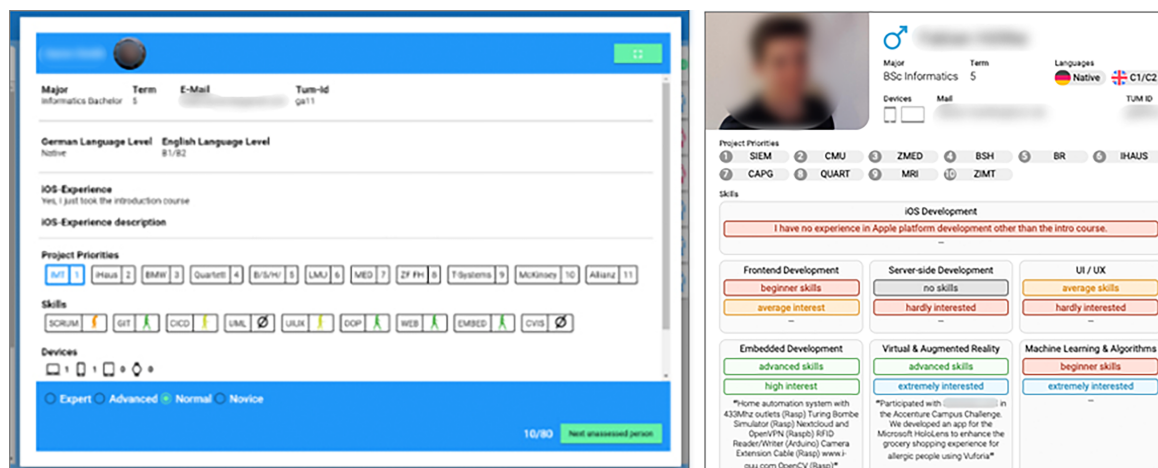 Major Term E-Mail Tum-Id
Informatics Bachelor 5 ga11
German Language Level English Language Level
Native B1/B2
iOS-Experience
Yes, I just took the introduction course
iOS-Experience description
Project Priorities
IMT 1 iHaus 2 BMW 3 Quartett 4 B/S/H/ 5 LMU 6 MED 7 ZF FH 8 T-Systems 9 McKinsey 10 Allianz 11
Skills
SCRUM GIT CICD UML UIUX OOP WEB EMBED CVIS
Devices
1 1 0 0
Expert Advanced Normal Novice
10/80 Next unassessed person
Major Term Languages
BSc Informatics 5 Native C1/C2
Devices Mail TUM ID
Project Priorities
1 SIEM 2 CMU 3 ZMED 4 BSH 5 BR 6 IHAUS
7 CAPG 8 QUART 9 MRI 10 ZIMT
Skills
iOS Development
I have no experience in Apple platform development other than the intro course.
--
Frontend Development Server-side Development UI / UX
beginner skills no skills average skills
average interest hardly interested hardly interested
-- -- --
Embedded Development Virtual & Augmented Reality Machine Learning & Algorithms
advanced skills advanced skills beginner skills
high interest extremely interested extremely interested
"Home automation system with "Participated with in --
433Mhz outlets (Rasp) Turing Bombe the Accenture Campus Challenge.
Simulator (Rasp) Nextcloud and We developed an app for the
OpenVPN (Raspb) RFID Microsoft HoloLens to enhance the
Reader/Writer (Arduino) Camera grocery shopping experience for
Extension Cable (Rasp) www.i- allergic people using Vuforia"
OpenCV (Rasp)"